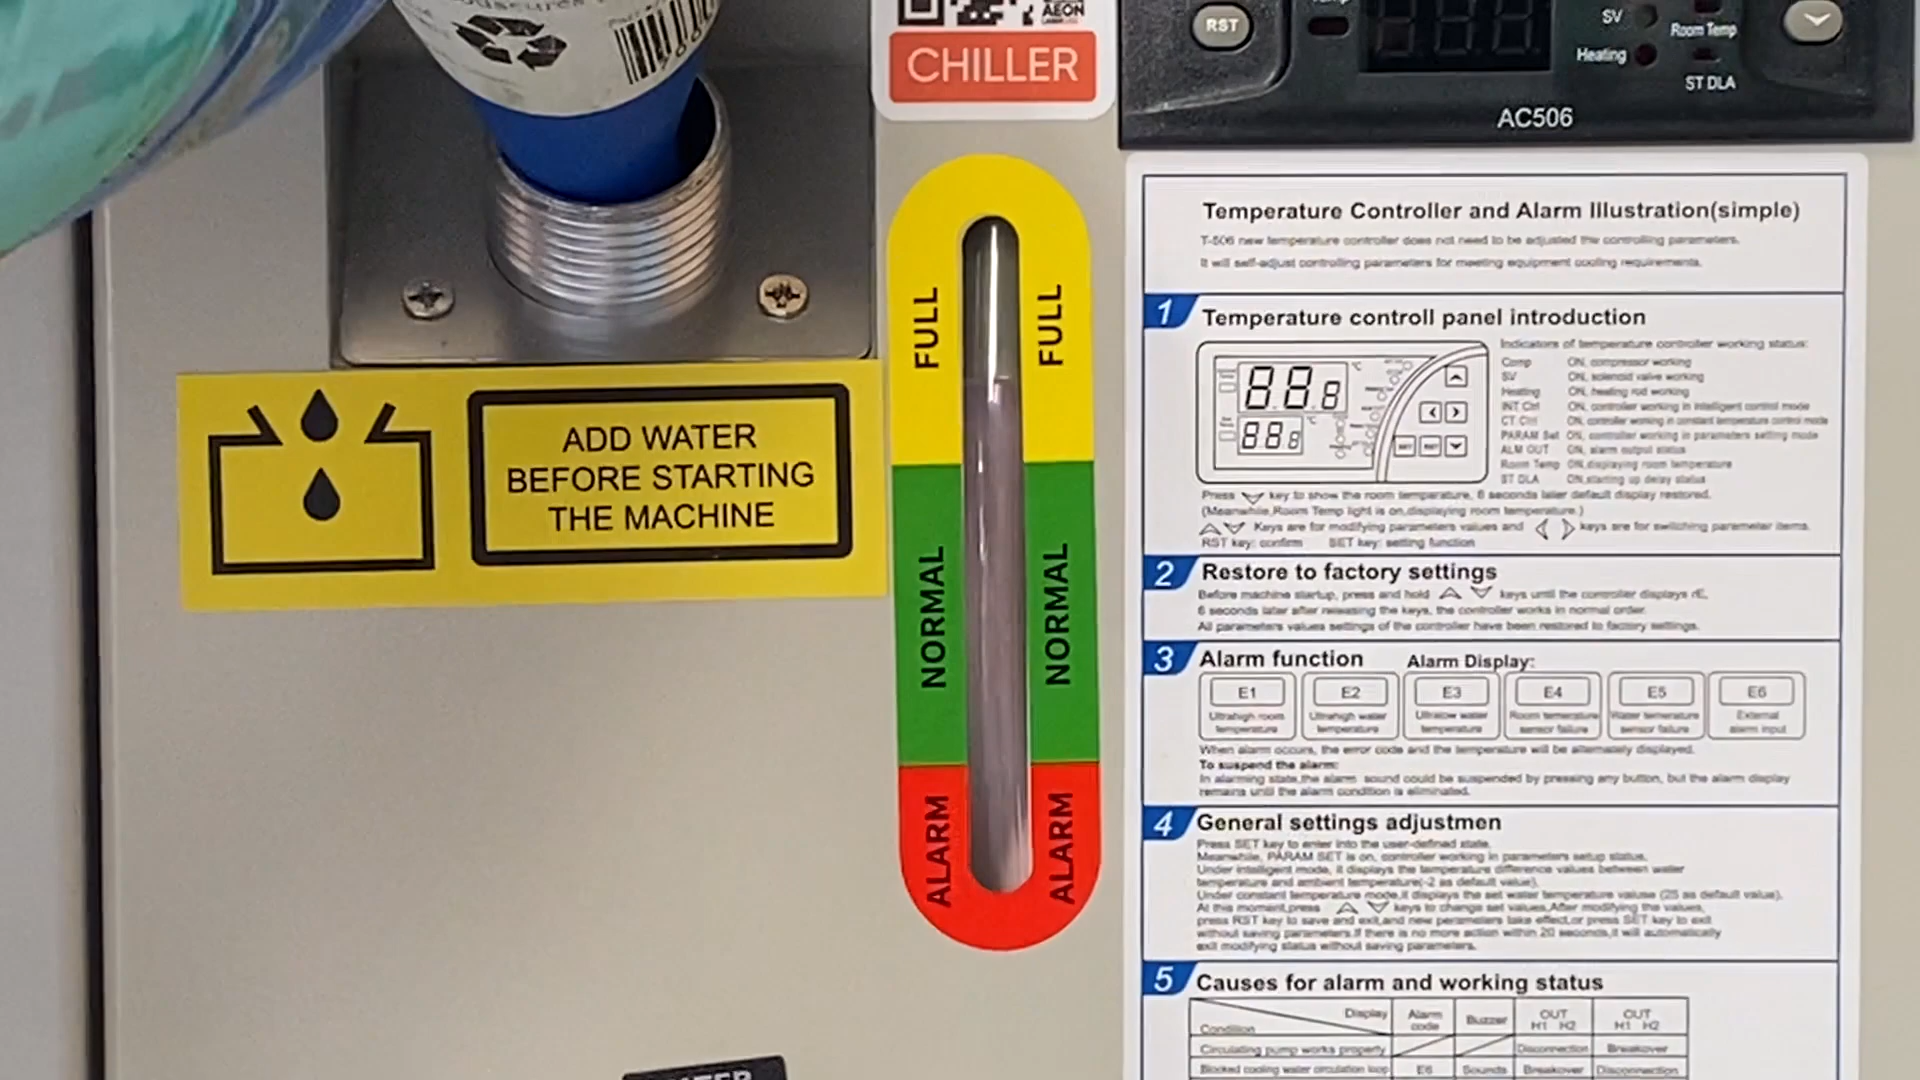 AEON
CHILLER
RST
SV
Heating
Room Temp
ST DLA
AC506
FULL
FULL
NORMAL
NORMAL
ALARM
ALARM
ADD WATER
BEFORE STARTING
THE MACHINE
Temperature Controller and Alarm Illustration(simple)
T-506 new temperature controller does not need to be adjusted the controlling parameters.
It will self-adjust controlling parameters for meeting equipment cooling requirements.
1 Temperature controll panel introduction
Indicators of temperature controller working status:
Comp ON, compressor working
SV ON, solenoid valve working
Heating ON, heating rod working
INT Ctrl ON, controller working in intelligent control mode
CT Ctrl ON, controller working in constant temperature control mode
PARAM Set ON, controller working in parameters setting mode
ALM OUT ON, alarm output status
Room Temp ON,displaying room temperature
ST DLA ON,starting up delay status
Press key to show the room temperature, 6 seconds later default display restored.
(Meanwhile,Room Temp light is on,displaying room temperature.)
Keys are for modifying parameters values and keys are for switching parameter items.
RST key: confirm SET key: setting function
2 Restore to factory settings
Before machine startup, press and hold keys until the controller displays rE,
6 seconds later after releasing the keys, the controller works in normal order.
All parameters values settings of the controller have been restored to factory settings.
3 Alarm function Alarm Display:
E1 E2 E3 E4 E5 E6
Ultrahigh room temperature
Ultrahigh water temperature
Ultralow water temperature
Room temperature sensor failure
Water temperature sensor failure
External alarm input
When alarm occurs, the error code and the temperature will be alternately displayed.
To suspend the alarm:
In alarming state,the alarm sound could be suspended by pressing any button, but the alarm display
remains until the alarm condition is eliminated.
4 General settings adjustmen
Press SET key to enter into the user-defined state.
Meanwhile, PARAM SET is on, controller working in parameters setup status.
Under intelligent mode, it displays the temperature difference values between water
temperature and ambient temperature(-2 as default value).
Under constant temperature mode,it displays the set water temperature valuse (25 as default value).
At this moment,press keys to change set values.After modifying the values,
press RST key to save and exit,and new parameters take effect,or press SET key to exit
without saving parameters.If there is no more action within 20 seconds,it will automatically
exit modifying status without saving parameters.
5 Causes for alarm and working status
Display Alarm code Buzzer OUT H1 H2 OUT H1 H2
Condition
Circulating pump works properly Disconnection Breakover
Blocked cooling water circulation loop E6 Sounds Breakover Disconnection